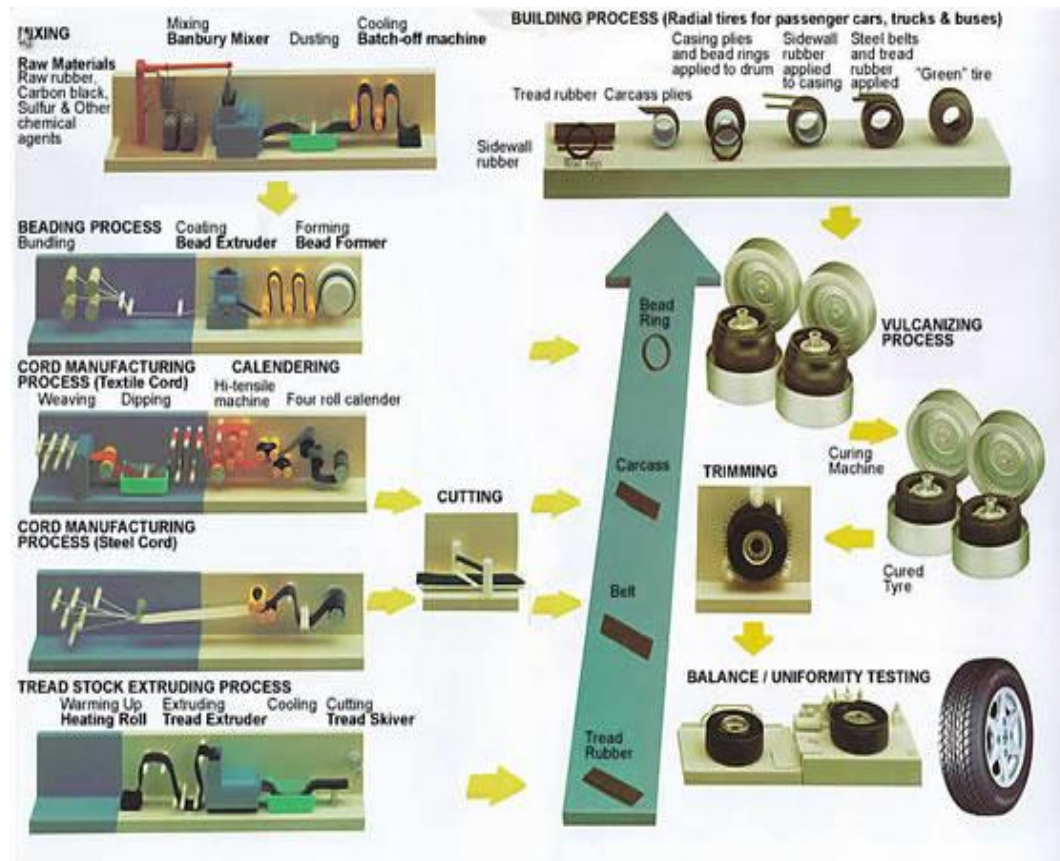 MIXING
Mixing
Banbury Mixer
Dusting
Cooling
Batch-off machine
Raw Materials
Raw rubber,
Carbon black,
Sulfur & Other
chemical
agents
BUILDING PROCESS (Radial tires for passenger cars, trucks & buses)
Tread rubber
Carcass plies
Casing plies
and bead rings
applied to drum
Sidewall
rubber
applied
to casing
Steel belts
and tread
rubber
applied
"Green" tire
Sidewall
rubber
BEADING PROCESS
Bundling
Coating
Bead Extruder
Forming
Bead Former
CORD MANUFACTURING
PROCESS (Textile Cord)
Weaving
Dipping
CALENDERING
Hi-tensile
machine
Four roll calender
CORD MANUFACTURING
PROCESS (Steel Cord)
CUTTING
TREAD STOCK EXTRUDING PROCESS
Warming Up
Heating Roll
Extruding
Tread Extruder
Cooling
Cutting
Tread Skiver
Bead
Ring
Carcass
Belt
Tread
Rubber
VULCANIZING
PROCESS
Curing
Machine
Cured
Tyre
TRIMMING
BALANCE / UNIFORMITY TESTING